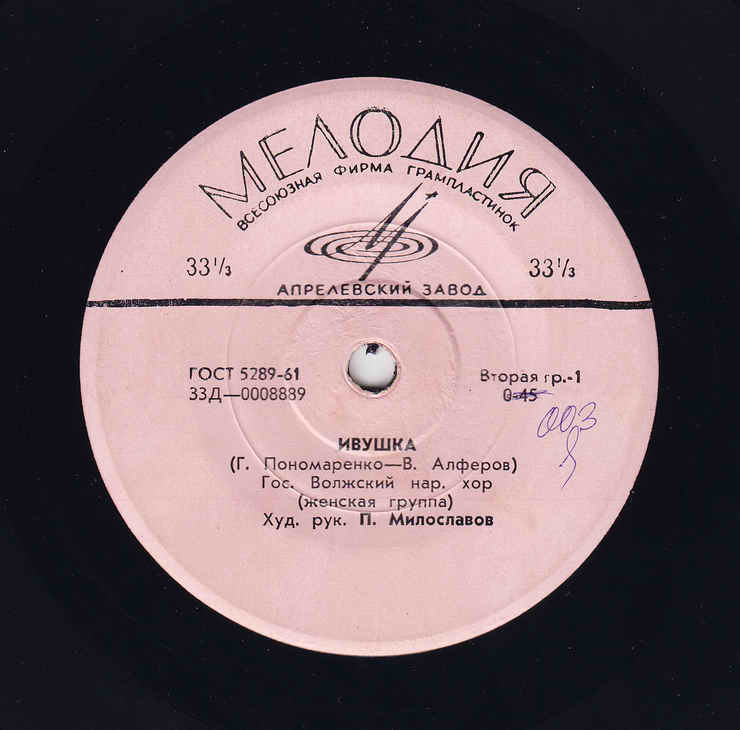 МЕЛОДИЯ
ВСЕСОЮЗНАЯ ФИРМА ГРАМПЛАСТИНОК
33⅓ 33⅓
АПРЕЛЕВСКИЙ ЗАВОД
ГОСТ 5289-61 Вторая гр.-1
33Д—0008889 0-45
003
ИВУШКА
(Г. Пономаренко—В. Алферов)
Гос. Волжский нар. хор
(женская группа)
Худ. рук. П. Милославов